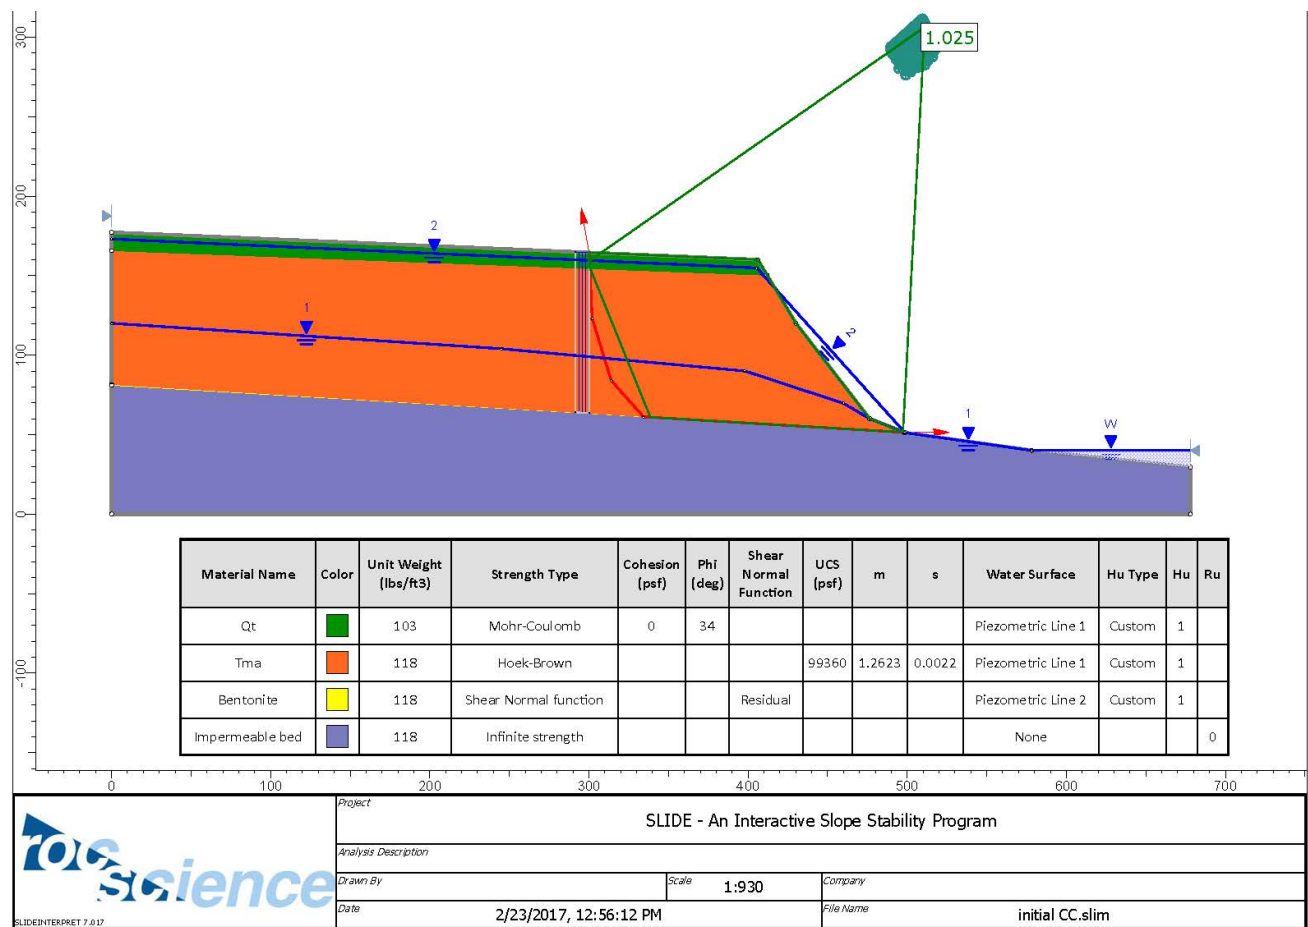 300
1.025
200
2
1
2
100
1
W
0
Material Name Color Unit Weight (lbs/ft3) Strength Type Cohesion (psf) Phi (deg) Shear Normal Function UCS (psf) m s Water Surface Hu Type Hu Ru
Qt 103 Mohr-Coulomb 0 34 Piezometric Line 1 Custom 1
Tma 118 Hoek-Brown 99360 1.2623 0.0022 Piezometric Line 1 Custom 1
-100
Bentonite 118 Shear Normal function Residual Piezometric Line 2 Custom 1
Impermeable bed 118 Infinite strength None 0
0 100 200 300 400 500 600 700
rocscience
SLIDEINTERPRET 7.017
Project
SLIDE - An Interactive Slope Stability Program
Analysis Description
Drawn By Scale 1:930 Company
Date 2/23/2017, 12:56:12 PM File Name initial CC.slim